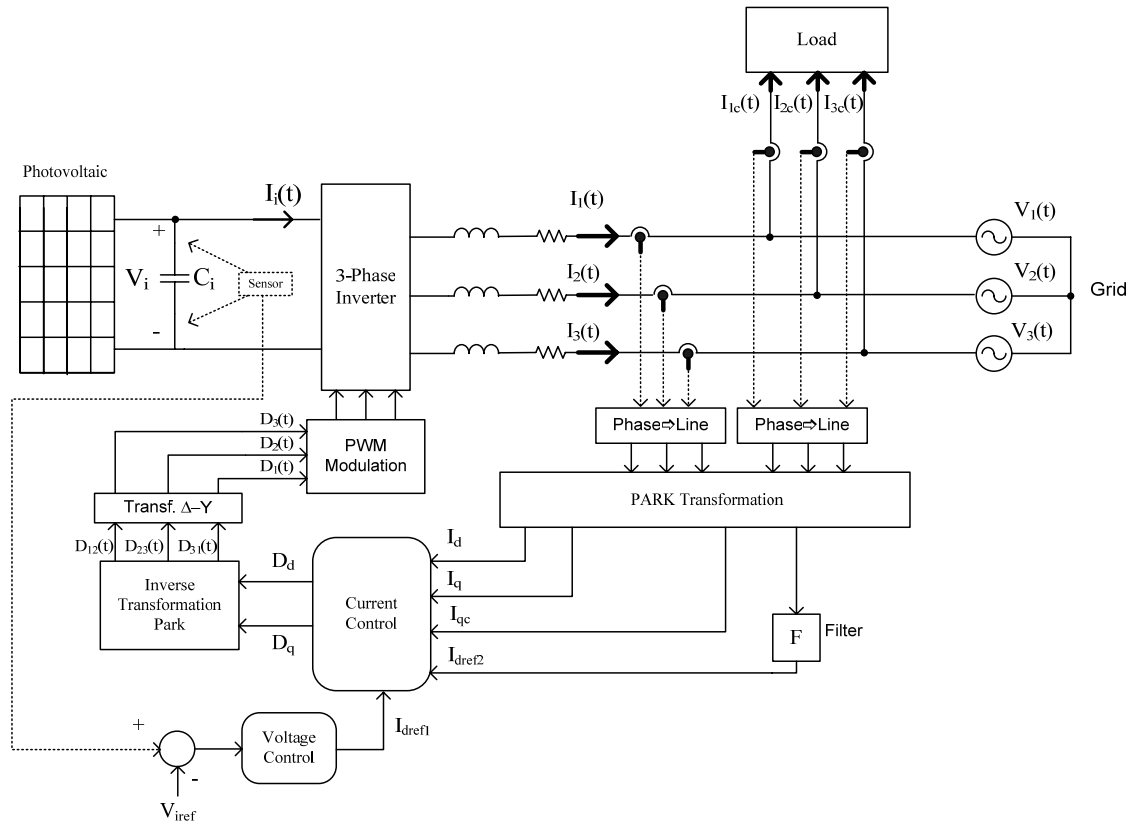 Load
I1c(t)
I2c(t)
I3c(t)
Photovoltaic
Ii(t)
I1(t)
V1(t)
+
Vi
Ci
Sensor
-
3-Phase
Inverter
I2(t)
V2(t)
Grid
I3(t)
V3(t)
D3(t)
D2(t)
D1(t)
PWM
Modulation
Phase⇨Line
Phase⇨Line
Transf. Δ–Y
PARK Transformation
D12(t)
D23(t)
D31(t)
Inverse
Transformation
Park
Dd
Dq
Current
Control
Id
Iq
Iqc
Idref2
F
Filter
+
-
Viref
Voltage
Control
Idref1